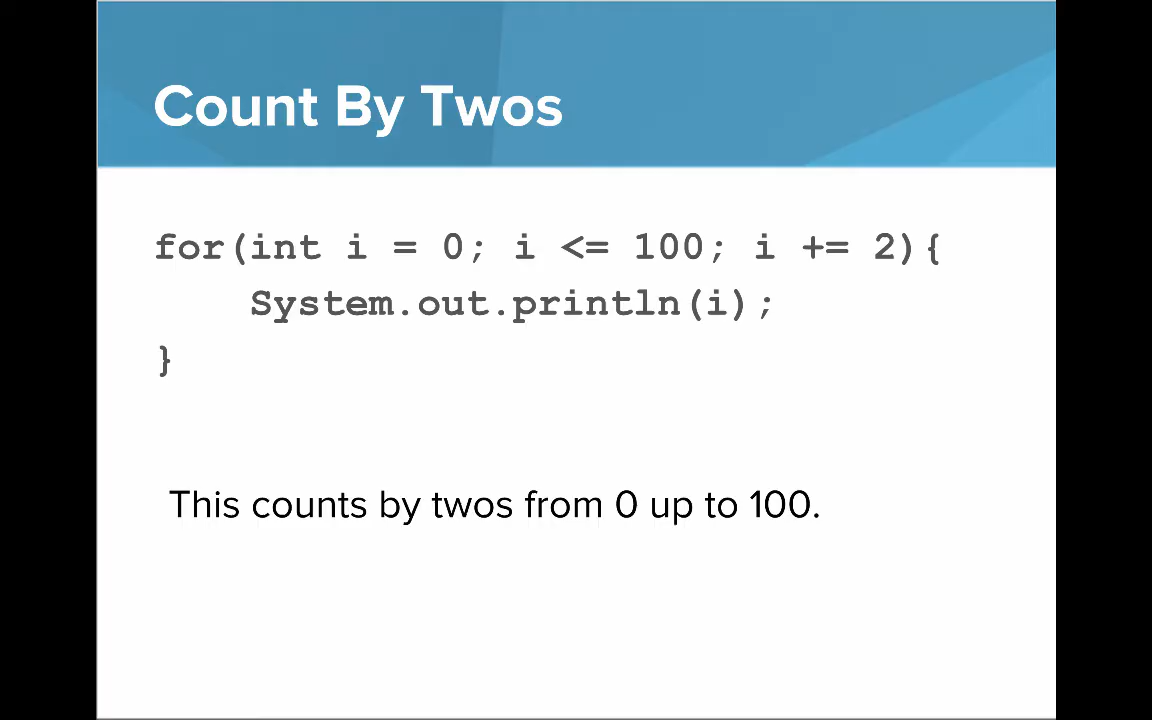 Count By Twos
for(int i = 0; i <= 100; i += 2){
    System.out.println(i);
}
This counts by twos from 0 up to 100.